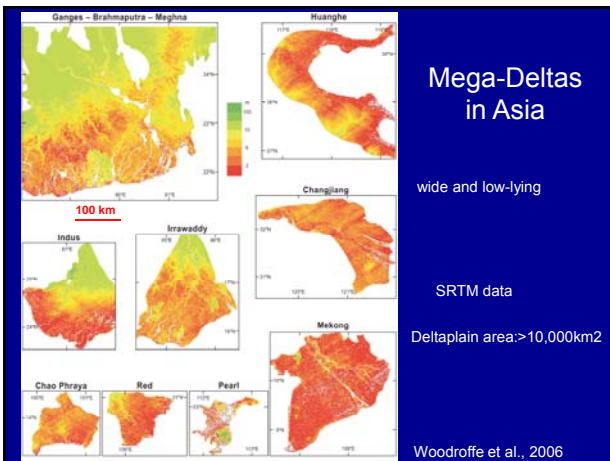 Ganges - Brahmaputra – Meghna
Huanghe
Mega-Deltas
in Asia
wide and low-lying
100 km
Changjiang
Indus
Irrawaddy
SRTM data
Mekong
Deltaplain area:>10,000km2
Chao Phraya
Red
Pearl
Woodroffe et al., 2006